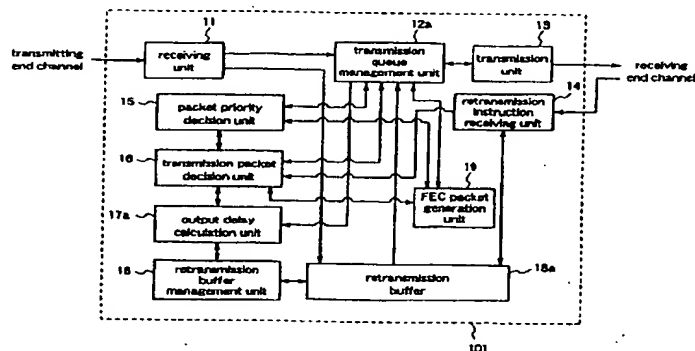 11
12a
13
transmitting
end channel
receiving
unit
transmission
queue
management unit
transmission
unit
receiving
end channel
14
15
packet priority
decision unit
retransmission
instruction
receiving unit
16
transmission packet
decision unit
19
FEC packet
generation
unit
17a
output delay
calculation unit
18
retransmission
buffer
management unit
retransmission
buffer
18a
101